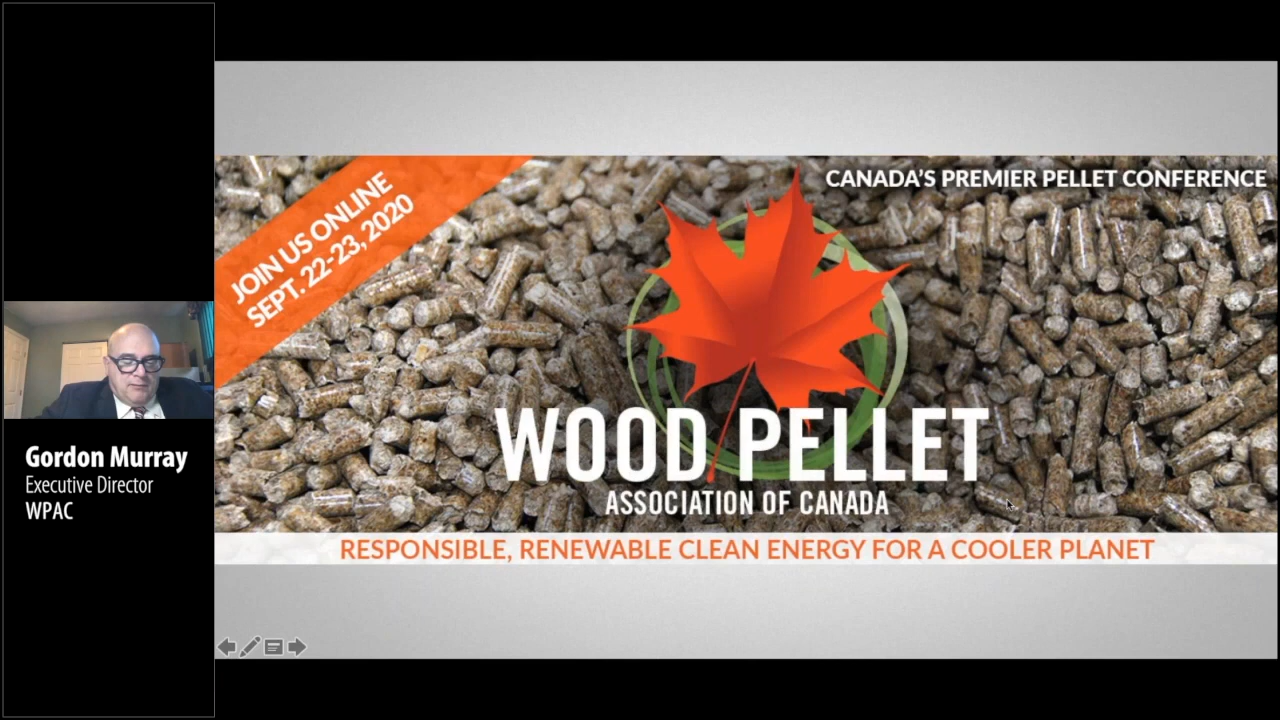 Gordon Murray
Executive Director
WPAC
JOIN US ONLINE
SEPT. 22-23, 2020
CANADA'S PREMIER PELLET CONFERENCE
WOOD PELLET
ASSOCIATION OF CANADA
RESPONSIBLE, RENEWABLE CLEAN ENERGY FOR A COOLER PLANET